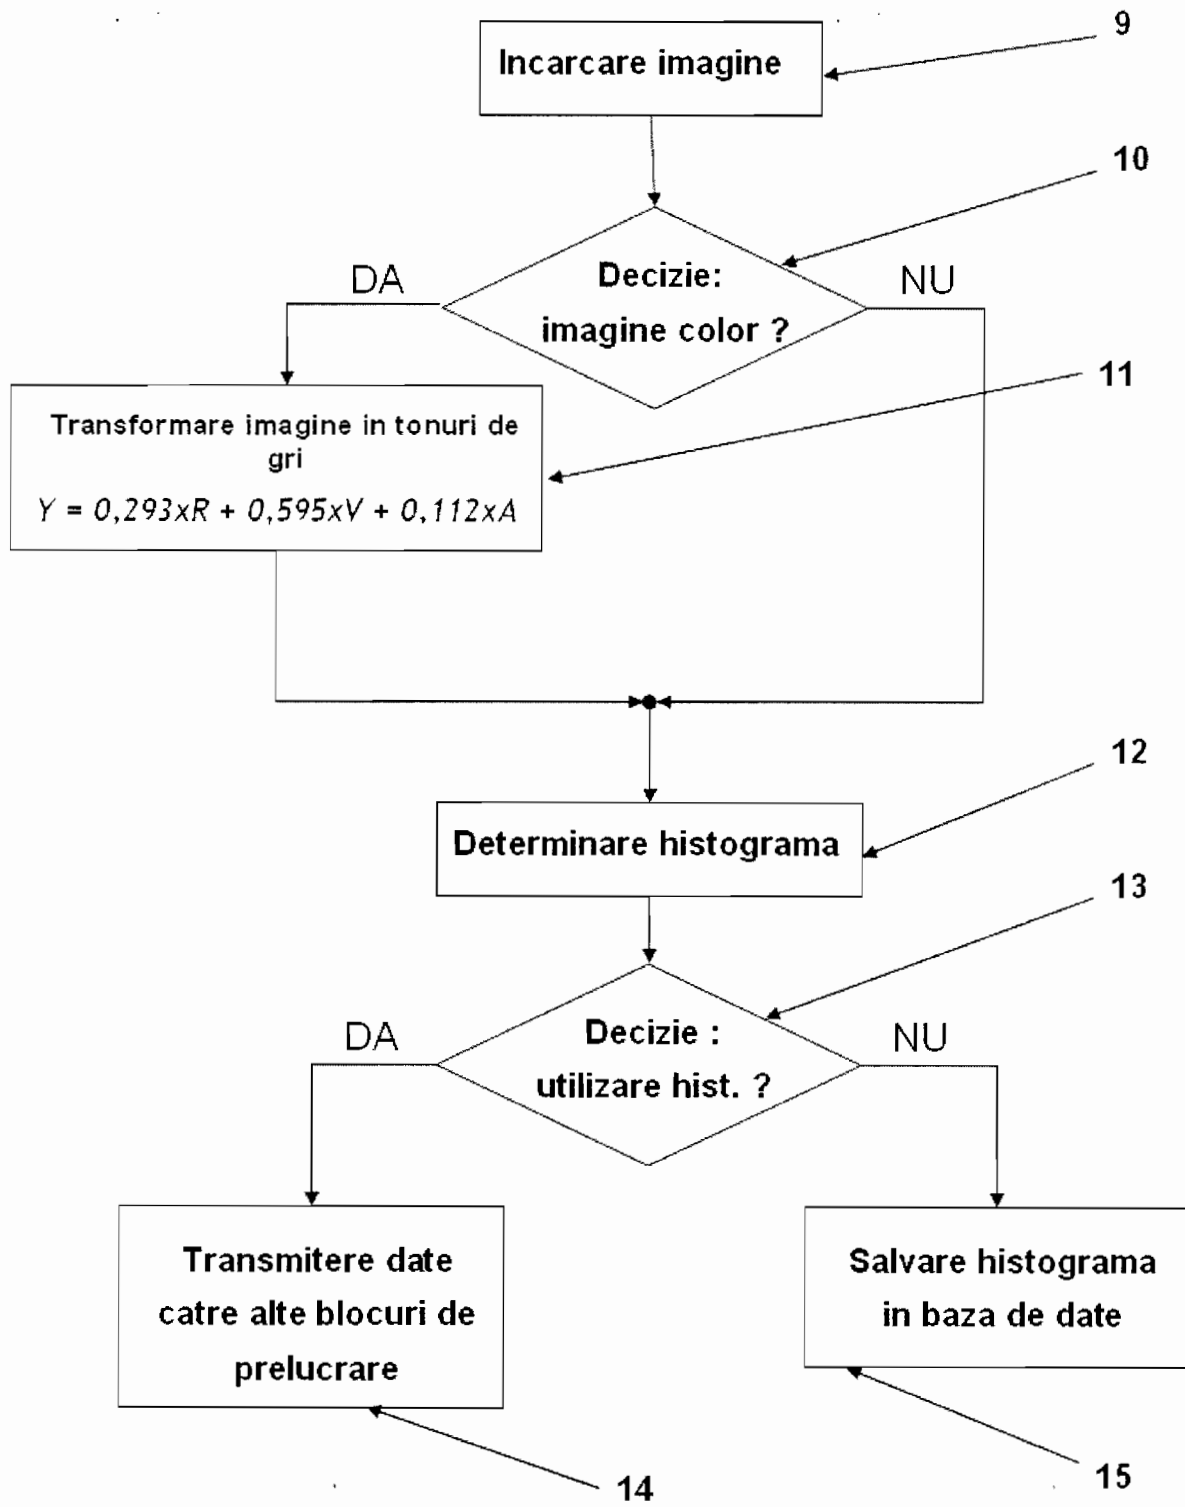 9
Incarcare imagine
10
DA
Decizie:
NU
imagine color ?
11
Transformare imagine in tonuri de
gri
Y = 0,293xR + 0,595xV + 0,112xA
12
Determinare histograma
13
DA
Decizie :
NU
utilizare hist. ?
Transmitere date
catre alte blocuri de
prelucrare
Salvare histograma
in baza de date
14
15